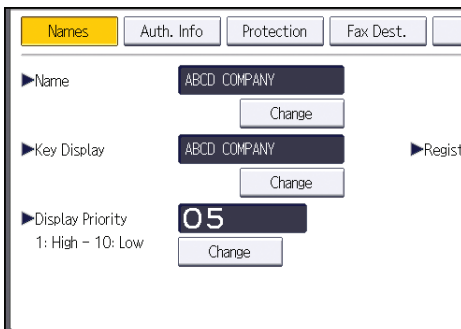 Names Auth. Info Protection Fax Dest.
▶Name ABCD COMPANY
Change
▶Key Display ABCD COMPANY ▶Regist
Change
▶Display Priority 05
1: High - 10: Low Change